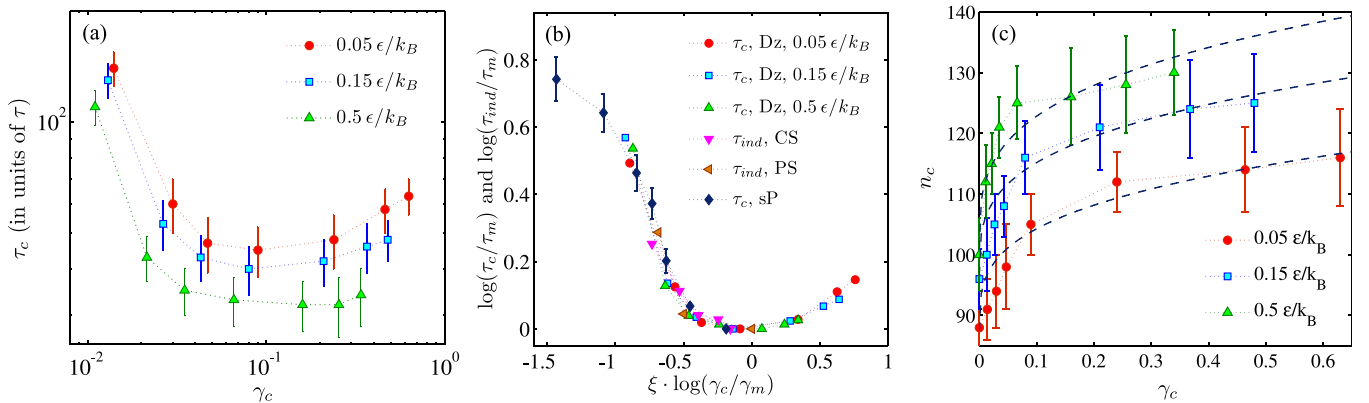 (a)
0.05 ϵ/k_B
0.15 ϵ/k_B
0.5 ϵ/k_B
10^2
τ_c (in units of τ)
10^-2 10^-1 10^0
γ_c
(b)
τ_c, Dz, 0.05 ϵ/k_B
τ_c, Dz, 0.15 ϵ/k_B
τ_c, Dz, 0.5 ϵ/k_B
τ_ind, CS
τ_ind, PS
τ_c, sP
0.8
0.6
0.4
0.2
0
log(τ_c/τ_m) and log(τ_ind/τ_m)
-1.5 -1 -0.5 0 0.5 1
ξ · log(γ_c/γ_m)
(c)
140
130
120
110
100
90
n_c
0.05 ε/k_B
0.15 ε/k_B
0.5 ε/k_B
0 0.1 0.2 0.3 0.4 0.5 0.6
γ_c